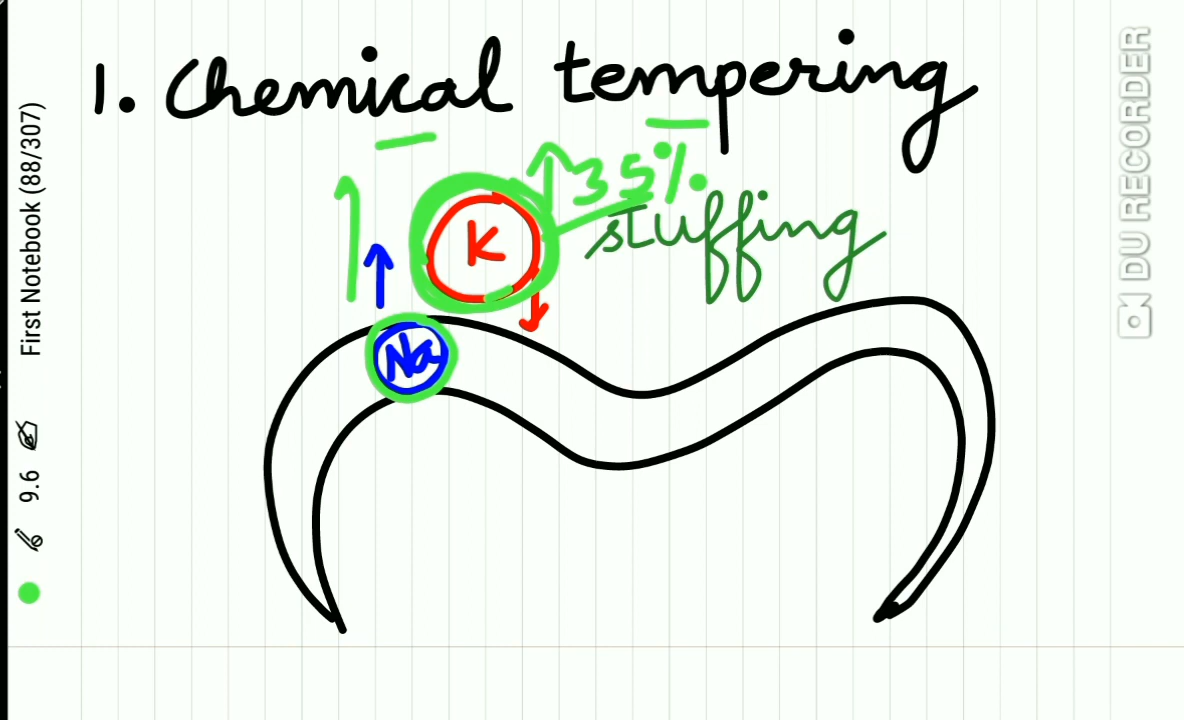 1. Chemical tempering
35%
stuffing
K
Na
First Notebook (88/307)
9.6
DU RECORDER